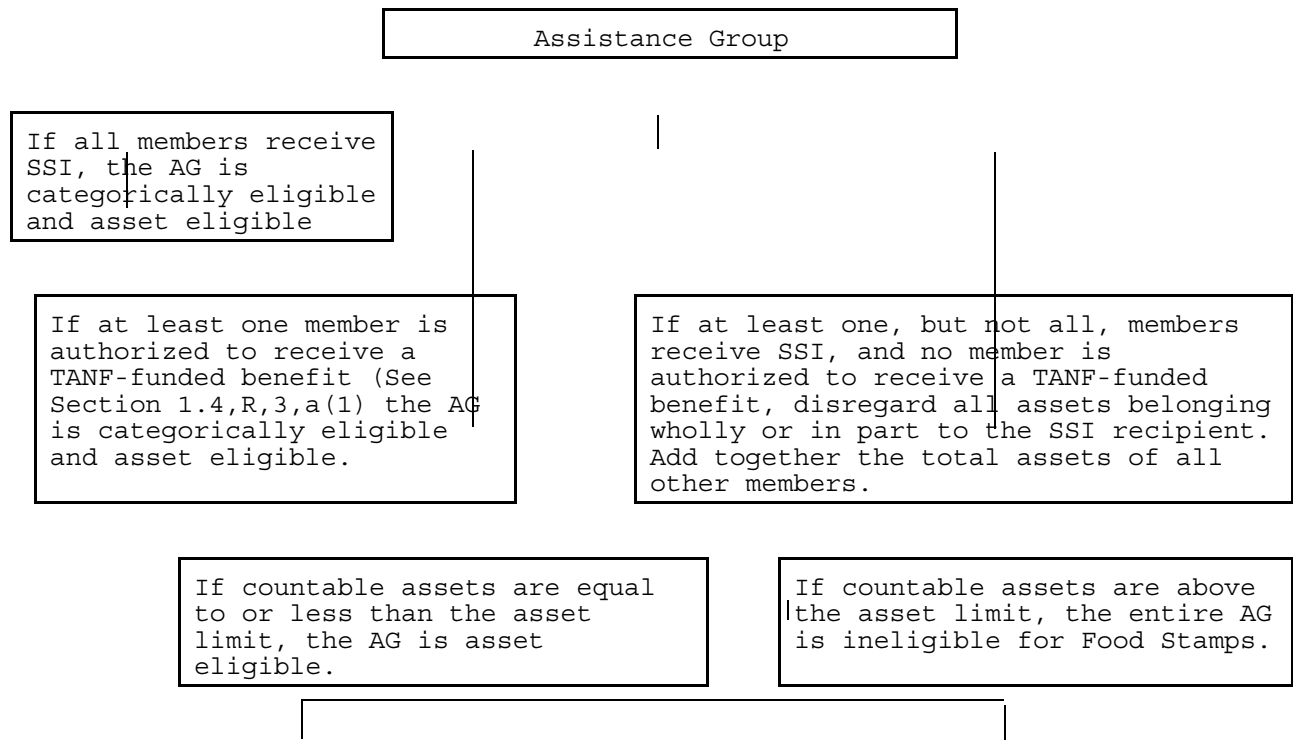 Assistance Group
If all members receive
SSI, the AG is
categorically eligible
and asset eligible
If at least one member is
authorized to receive a
TANF-funded benefit (See
Section 1.4,R,3,a(1) the AG
is categorically eligible
and asset eligible.
If at least one, but not all, members
receive SSI, and no member is
authorized to receive a TANF-funded
benefit, disregard all assets belonging
wholly or in part to the SSI recipient.
Add together the total assets of all
other members.
If countable assets are equal
to or less than the asset
limit, the AG is asset
eligible.
If countable assets are above
the asset limit, the entire AG
is ineligible for Food Stamps.